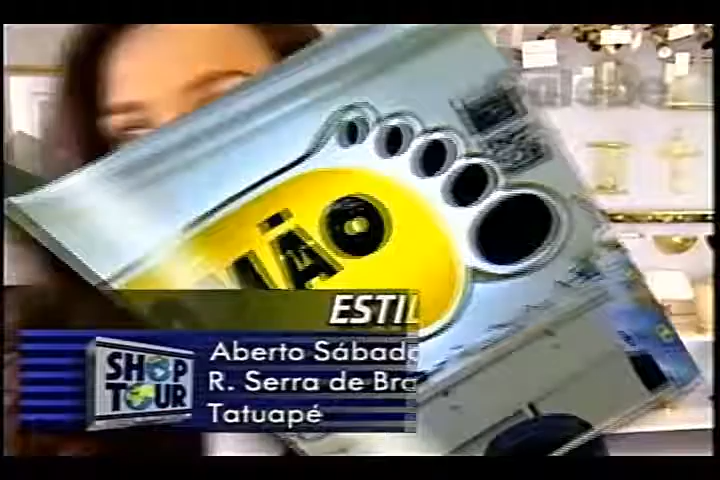 ÃO
ESTIL
Aberto Sábado
R. Serra de Bra
Tatuapé
SHOP
TOUR